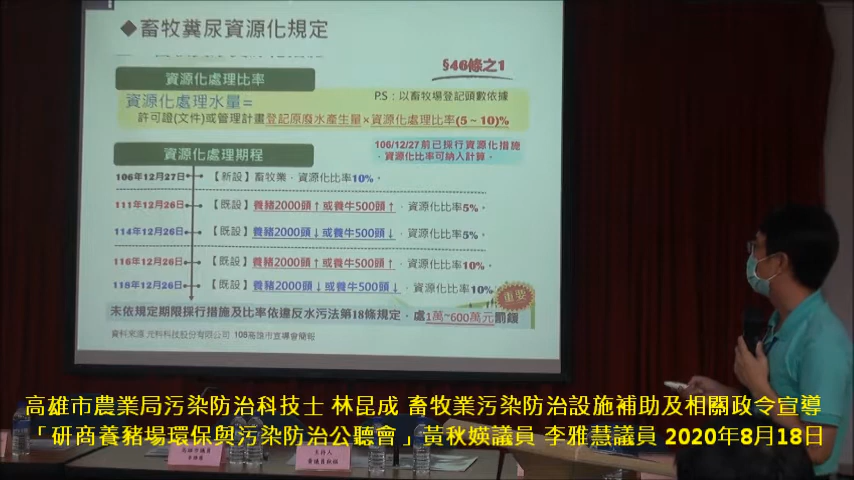 ◆畜牧糞尿資源化規定
§46條之1
資源化處理比率
P.S：以畜牧場登記頭數依據
資源化處理水量=
許可證(文件)或管理計畫登記原廢水產生量×資源化處理比率(5~10)%
106/12/27前已採行資源化措施
，資源化比率可納入計算。
資源化處理期程
106年12月27日 【新設】畜牧業，資源化比率10%。
111年12月26日 【既設】養豬2000頭↑或養牛500頭↑，資源化比率5%。
114年12月26日 【既設】養豬2000頭↓或養牛500頭↓，資源化比率5%。
116年12月26日 【既設】養豬2000頭↑或養牛500頭↑，資源化比率10%。
118年12月26日 【既設】養豬2000頭↓或養牛500頭↓，資源化比率10%
重要
未依規定期限採行措施及比率依違反水污法第18條規定，處1萬~600萬元罰鍰
資料來源 元科科技股份有限公司 108高雄市宣導會簡報
高雄市農業局污染防治科技士 林昆成 畜牧業污染防治設施補助及相關政令宣導
「研商養豬場環保與污染防治公聽會」黃秋媖議員 李雅慧議員 2020年8月18日
主持人
黃議員秋媖